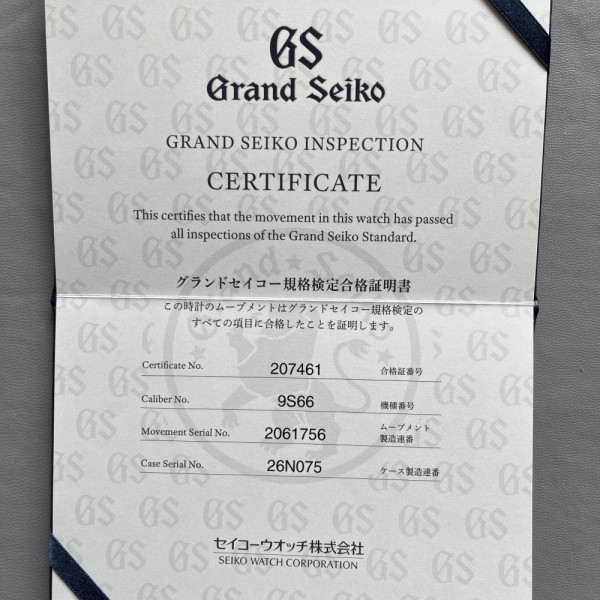 GS
Grand Seiko
GRAND SEIKO INSPECTION
CERTIFICATE
This certifies that the movement in this watch has passed
all inspections of the Grand Seiko Standard.
グランドセイコー規格検定合格証明書
この時計のムーブメントはグランドセイコー規格検定の
すべての項目に合格したことを証明します。
Certificate No. 207461 合格証番号
Caliber No. 9S66 機種番号
Movement Serial No. 2061756 ムーブメント
製造連番
Case Serial No. 26N075 ケース製造連番
セイコーウオッチ株式会社
SEIKO WATCH CORPORATION